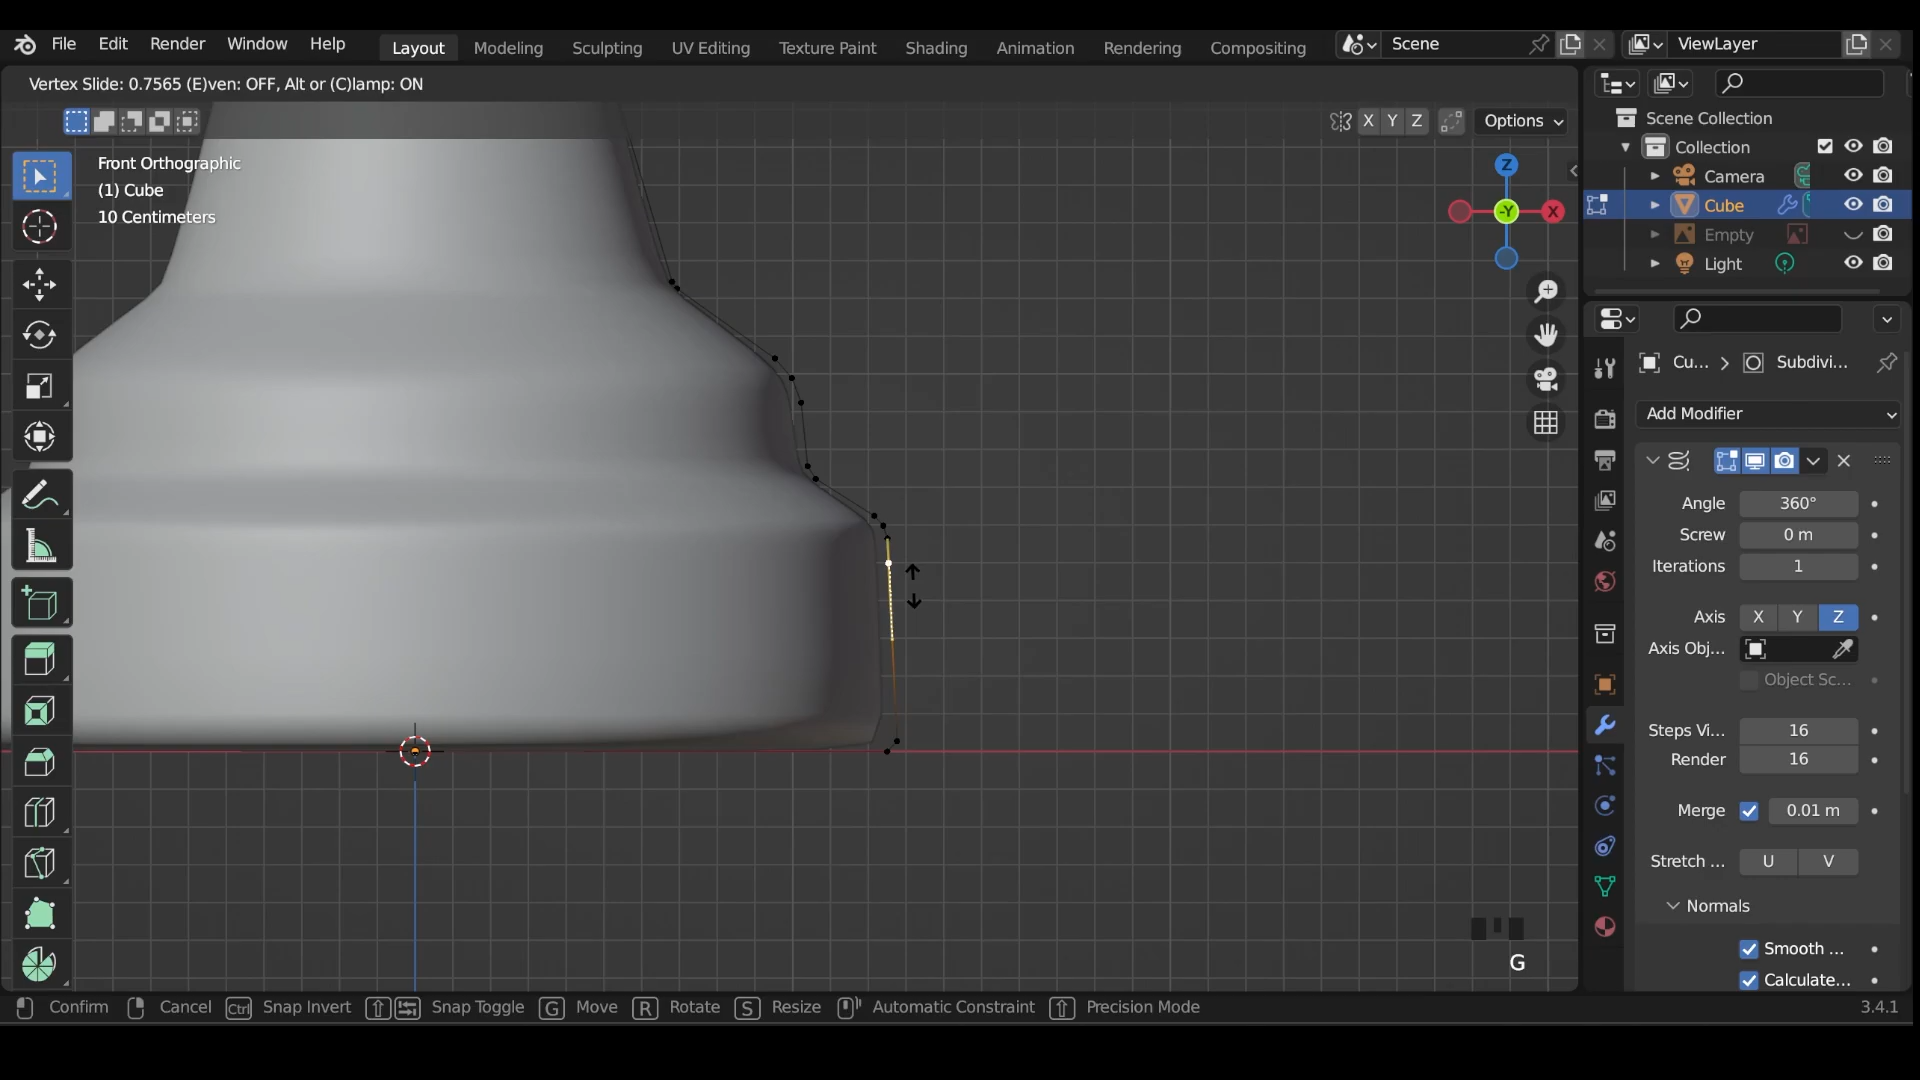 File Edit Render Window Help Layout Modeling Sculpting UV Editing Texture Paint Shading Animation Rendering Compositing Scene ViewLayer
Vertex Slide: 0.7565 (E)ven: OFF, Alt or (C)lamp: ON
X Y Z Options
Front Orthographic
(1) Cube
10 Centimeters
Z
-Y
X
Scene Collection
Collection
Camera
Cube
Empty
Light
Cu... Subdivi...
Add Modifier
Angle 360°
Screw 0 m
Iterations 1
Axis X Y Z
Axis Obj...
Object Sc...
Steps Vi... 16
Render 16
Merge 0.01 m
Stretch ... U V
Normals
Smooth ...
Calculate...
G
Confirm Cancel Ctrl Snap Invert Snap Toggle G Move R Rotate S Resize Automatic Constraint Precision Mode 3.4.1